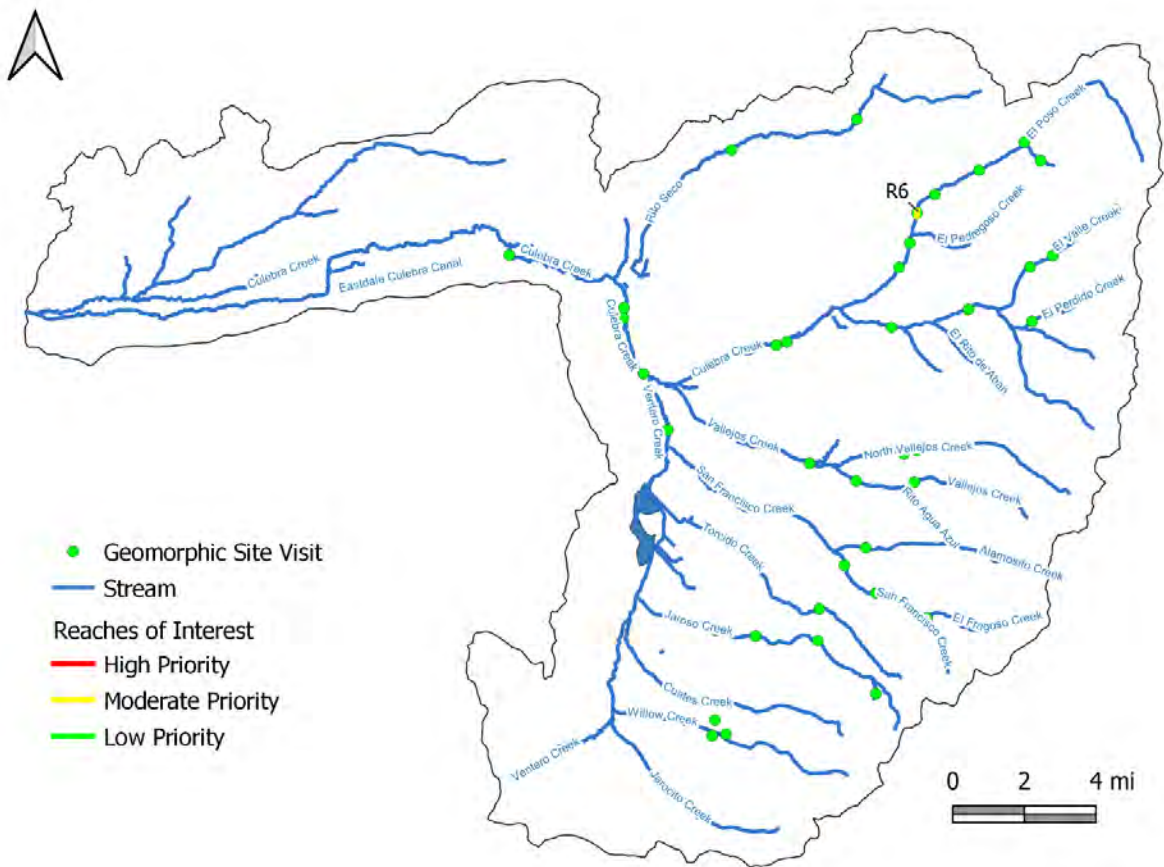 El Poso Creek
R6
Rito Seco
El Pedregoso Creek
El Valle Creek
Culebra Creek
Culebra Creek
Eastdale Culebra Canal
El Perdido Creek
Culebra Creek
Culebra Creek
El Rito de Aban
Ventero Creek
Vallejos Creek
North Vallejos Creek
San Francisco Creek
Rito Agua Azul
Vallejos Creek
Torcido Creek
Alamosito Creek
Geomorphic Site Visit
Stream
San Francisco Creek
El Fragoso Creek
Jaroso Creek
Reaches of Interest
High Priority
Moderate Priority
Low Priority
Cuates Creek
Willow Creek
Ventero Creek
Jarocito Creek
0 2 4 mi